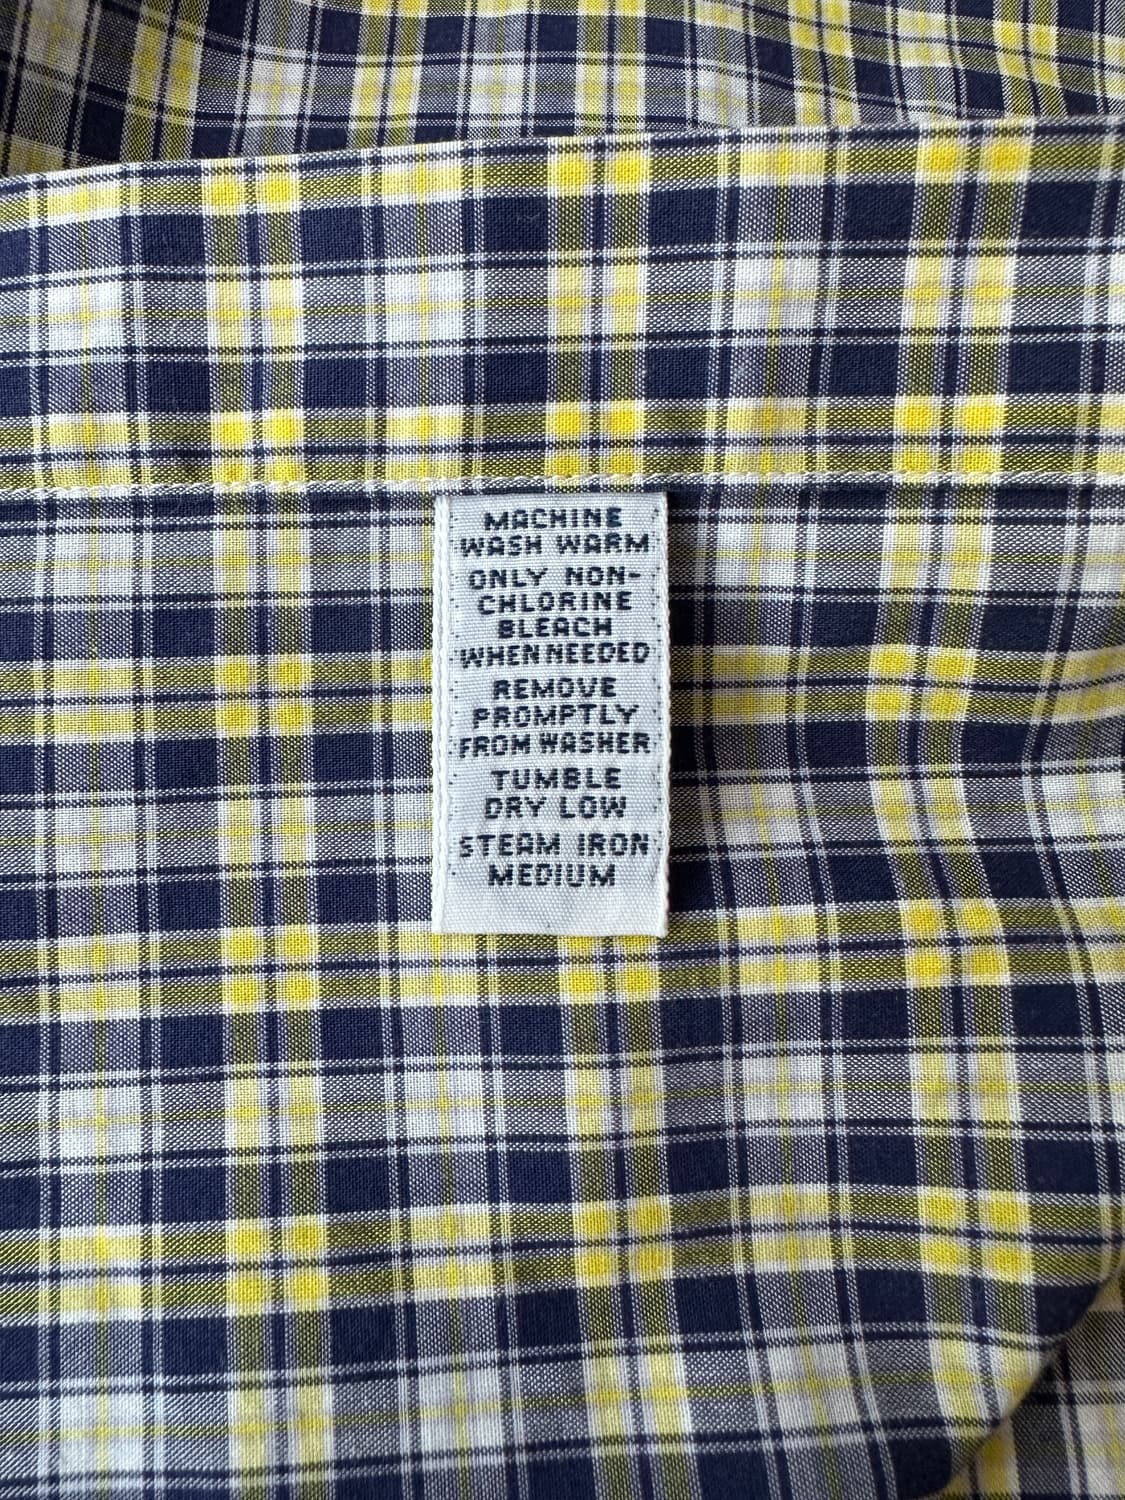 MACHINE
WASH WARM
ONLY NON-
CHLORINE
BLEACH
WHEN NEEDED
REMOVE
PROMPTLY
FROM WASHER
TUMBLE
DRY LOW
STEAM IRON
MEDIUM